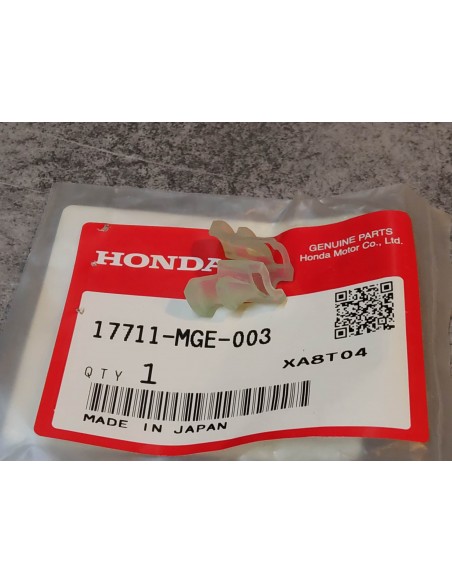 GENUINE PARTS
Honda Motor Co., Ltd.
HONDA
17711-MGE-003
XA8T04
QTY 1
MADE IN JAPAN